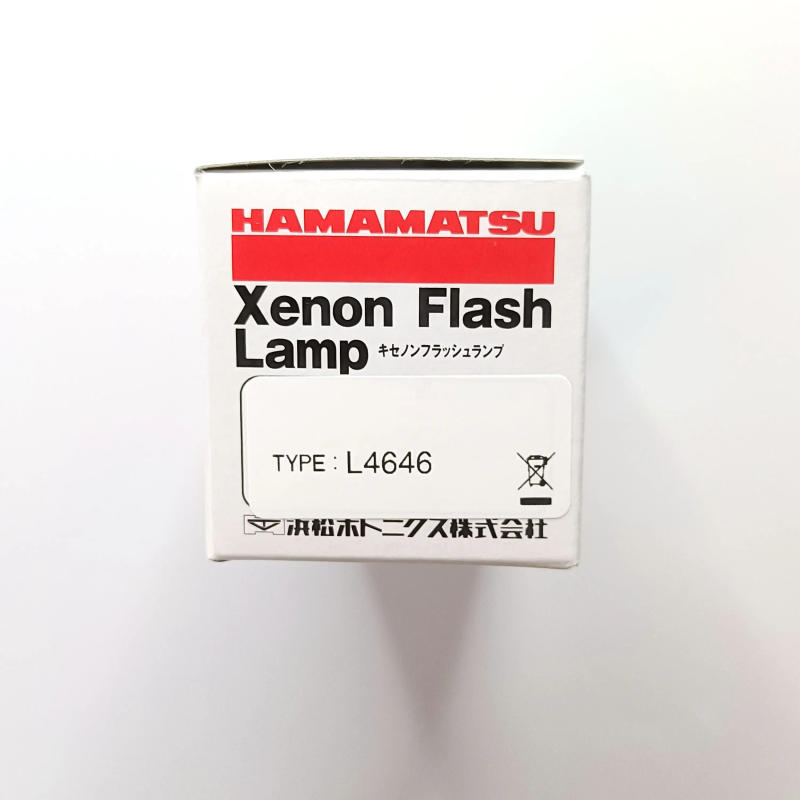 HAMAMATSU
Xenon Flash
Lamp キセノンフラッシュランプ
TYPE : L4646
浜松ホトニクス株式会社